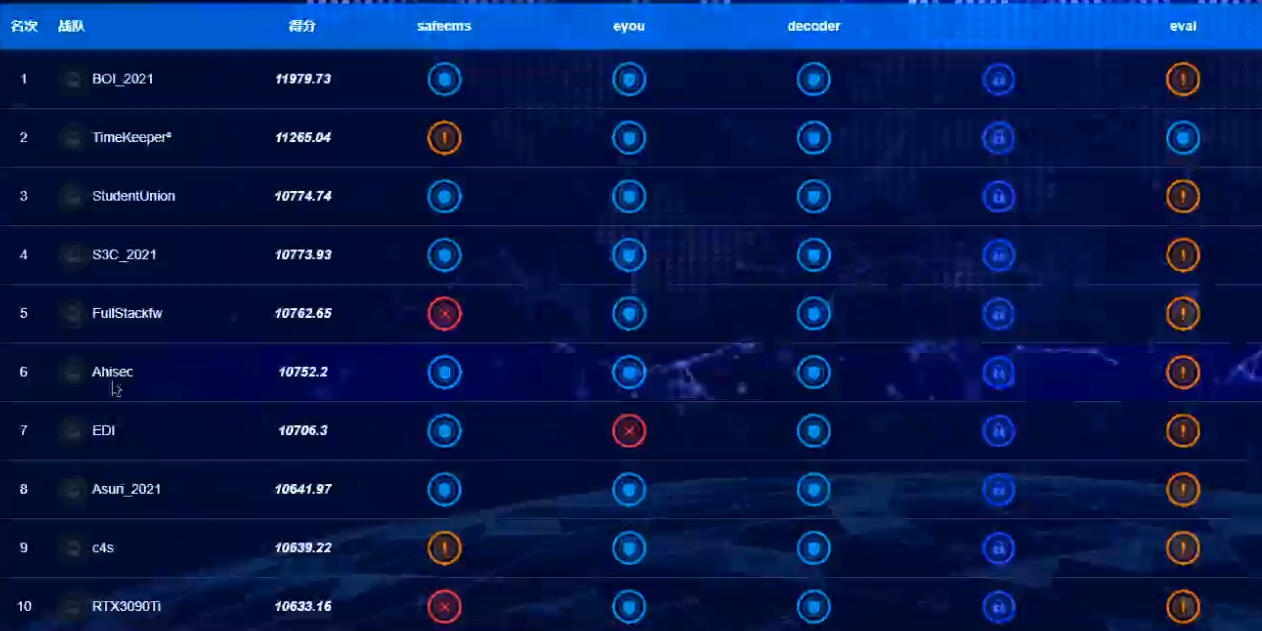 名次 战队 得分 safecms eyou decoder eval
1 BOI_2021 11979.73
2 TimeKeeper² 11265.04
3 StudentUnion 10774.74
4 S3C_2021 10773.93
5 FullStackfw 10762.65
6 Ahisec 10752.2
7 EDI 10706.3
8 Asuri_2021 10641.97
9 c4s 10639.22
10 RTX3090Ti 10633.16